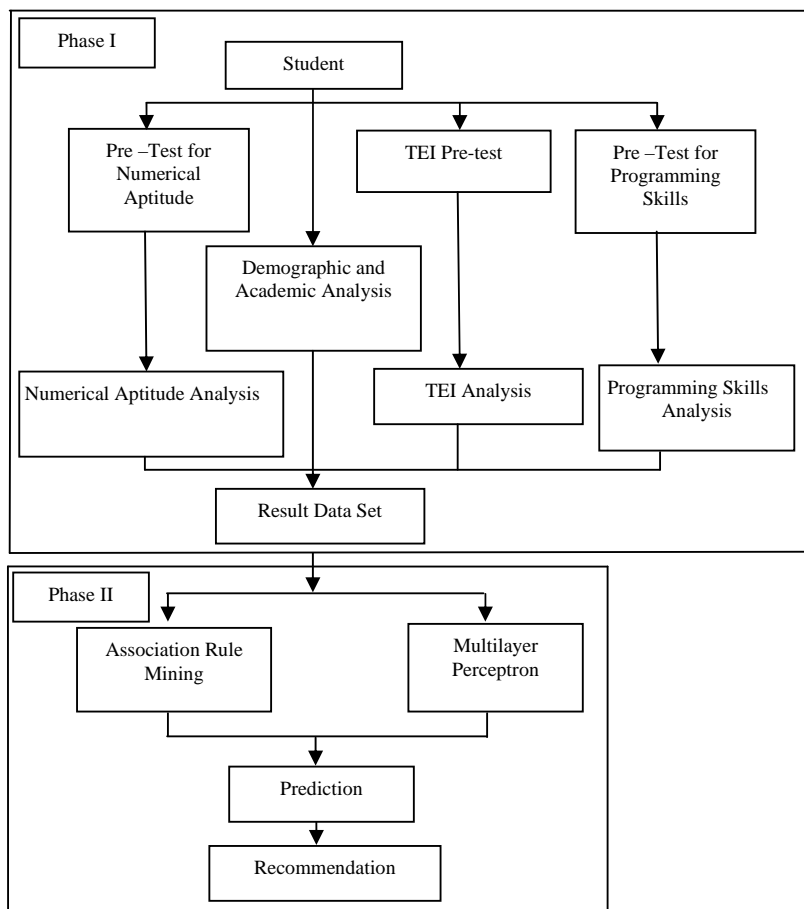 Phase I
Student
Pre –Test for
Numerical
Aptitude
TEI Pre-test
Pre –Test for
Programming
Skills
Demographic and
Academic Analysis
Numerical Aptitude Analysis
TEI Analysis
Programming Skills
Analysis
Result Data Set
Phase II
Association Rule
Mining
Multilayer
Perceptron
Prediction
Recommendation